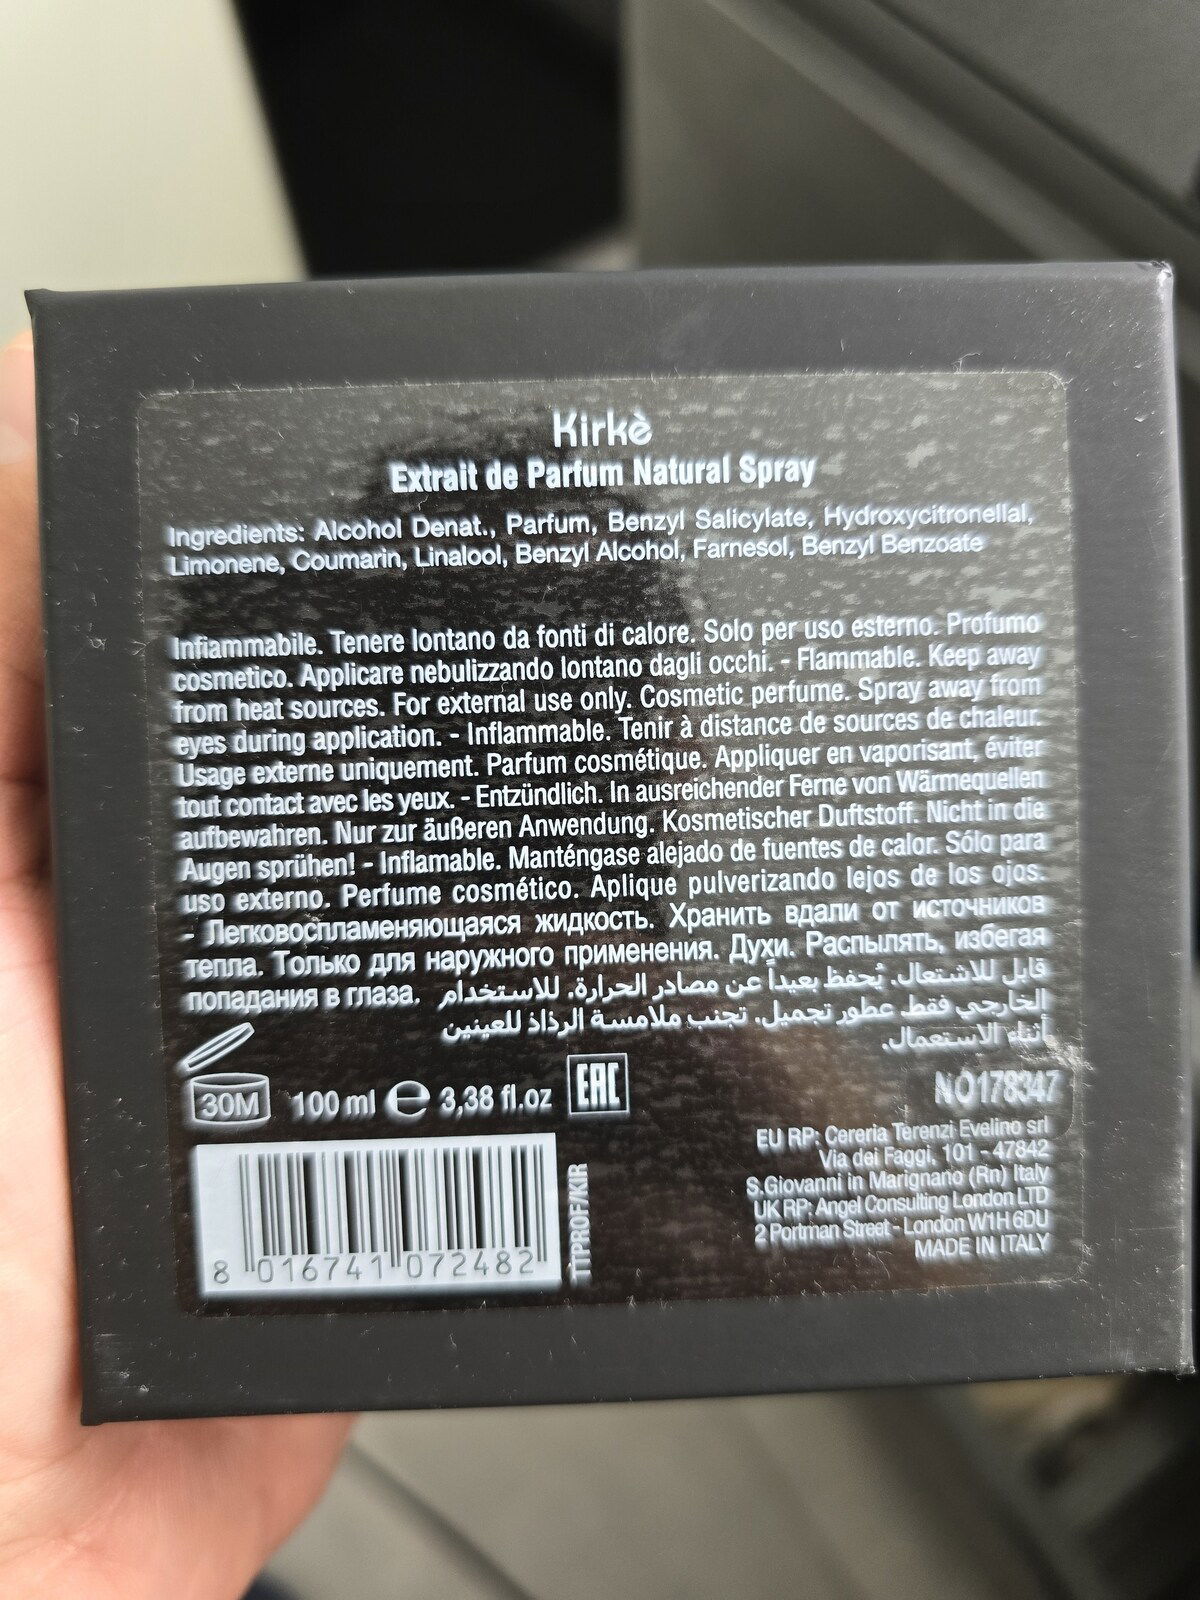 Kirkè
Extrait de Parfum Natural Spray
Ingredients: Alcohol Denat., Parfum, Benzyl Salicylate, Hydroxycitronellal,
Limonene, Coumarin, Linalool, Benzyl Alcohol, Farnesol, Benzyl Benzoate
Infiammabile. Tenere lontano da fonti di calore. Solo per uso esterno. Profumo
cosmetico. Applicare nebulizzando lontano dagli occhi. - Flammable. Keep away
from heat sources. For external use only. Cosmetic perfume. Spray away from
eyes during application. - Inflammable. Tenir à distance de sources de chaleur.
Usage externe uniquement. Parfum cosmétique. Appliquer en vaporisant, éviter
tout contact avec les yeux. - Entzündlich. In ausreichender Ferne von Wärmequellen
aufbewahren. Nur zur äußeren Anwendung. Kosmetischer Duftstoff. Nicht in die
Augen sprühen! - Inflamable. Manténgase alejado de fuentes de calor. Sólo para
uso externo. Perfume cosmético. Aplique pulverizando lejos de los ojos.
- Легковоспламеняющаяся жидкость. Хранить вдали от источников
тепла. Только для наружного применения. Духи. Распылять, избегая
попадания в глаза. قابل للاشتعال. يُحفظ بعيداً عن مصادر الحرارة. للاستخدام
الخارجي فقط عطور تجميل. تجنب ملامسة الرذاذ للعينين
أثناء الاستعمال.
30M 100 ml e 3,38 fl.oz EAC
NO178347
EU RP: Cereria Terenzi Evelino srl
Via dei Faggi, 101 - 47842
S.Giovanni in Marignano (Rn) Italy
UK RP: Angel Consulting London LTD
2 Portman Street - London W1H 6DU
MADE IN ITALY
TTPROF/KIR
8 016741 072482